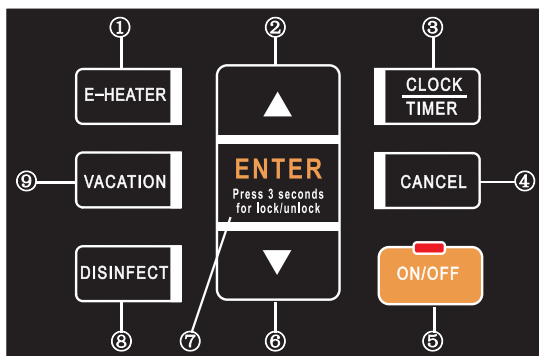 ① ② ③
E-HEATER
CLOCK
TIMER
ENTER
Press 3 seconds
for lock/unlock
⑨ VACATION
CANCEL ④
DISINFECT
ON/OFF
⑧ ⑦ ⑥ ⑤